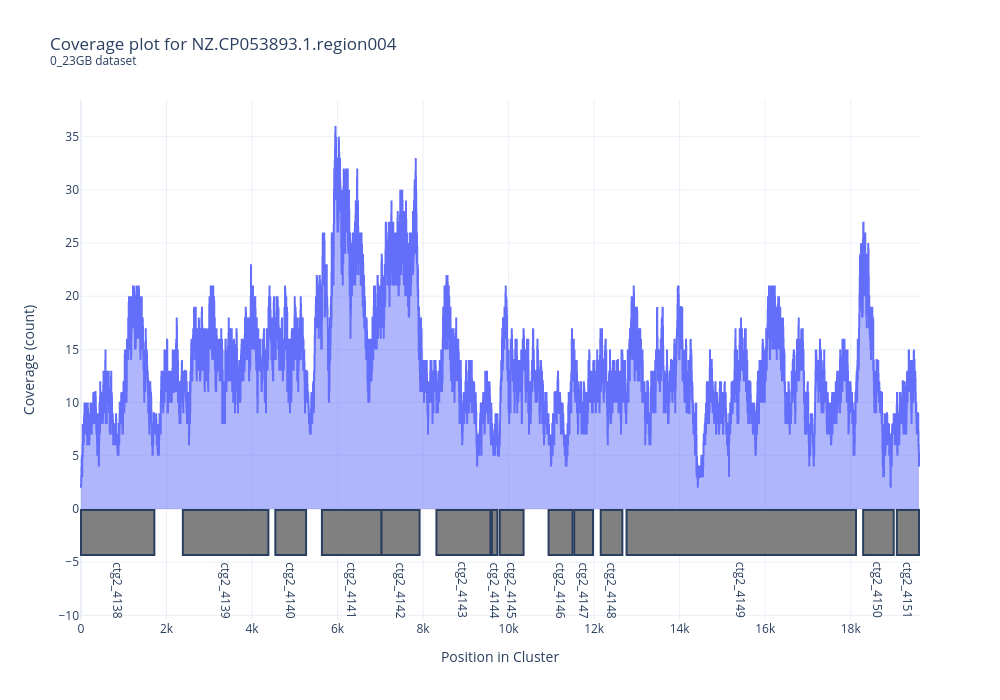 Coverage plot for NZ.CP053893.1.region004
0_23GB dataset
Coverage (count)
35
30
25
20
15
10
5
0
−5
−10
ctg2_4138
ctg2_4139
ctg2_4140
ctg2_4141
ctg2_4142
ctg2_4143
ctg2_4144
ctg2_4145
ctg2_4146
ctg2_4147
ctg2_4148
ctg2_4149
ctg2_4150
ctg2_4151
0
2k
4k
6k
8k
10k
12k
14k
16k
18k
Position in Cluster